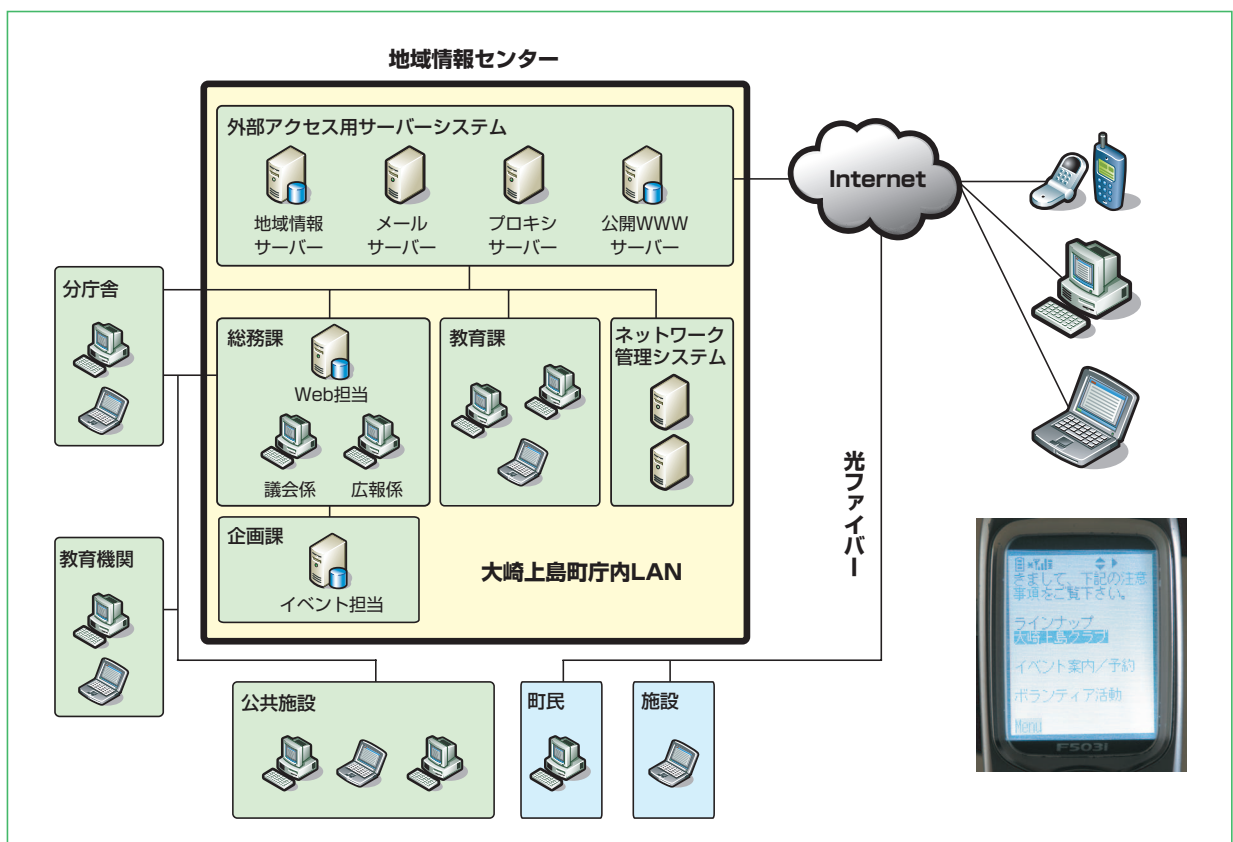 地域情報センター
外部アクセス用サーバーシステム
地域情報
サーバー
メール
サーバー
プロキシ
サーバー
公開WWW
サーバー
Internet
分庁舎
総務課
Web担当
議会係
広報係
教育課
ネットワーク
管理システム
企画課
イベント担当
大崎上島町庁内LAN
教育機関
公共施設
町民
施設
光ファイバー
きまして、下記の注意
事項をご覧下さい。
ラインナップ
大崎上島クラブ
イベント案内/予約
ボランティア活動
Menu
F503i